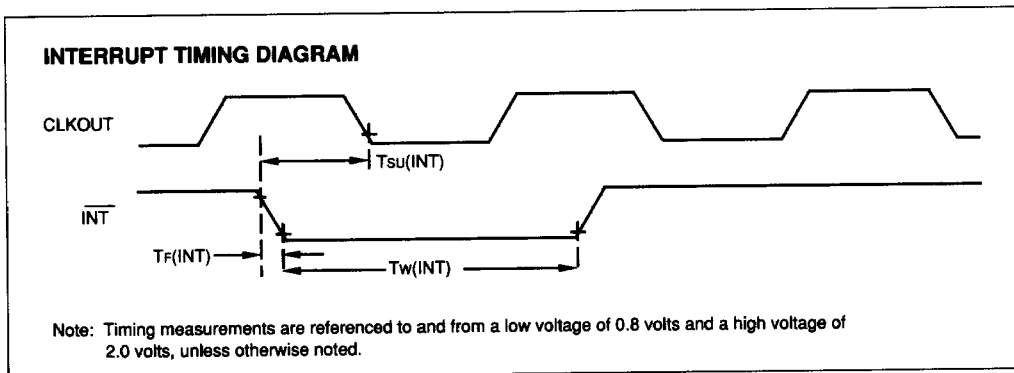 INTERRUPT TIMING DIAGRAM
CLKOUT
TSU(INT)
INT
TF(INT)
TW(INT)
Note: Timing measurements are referenced to and from a low voltage of 0.8 volts and a high voltage of
2.0 volts, unless otherwise noted.